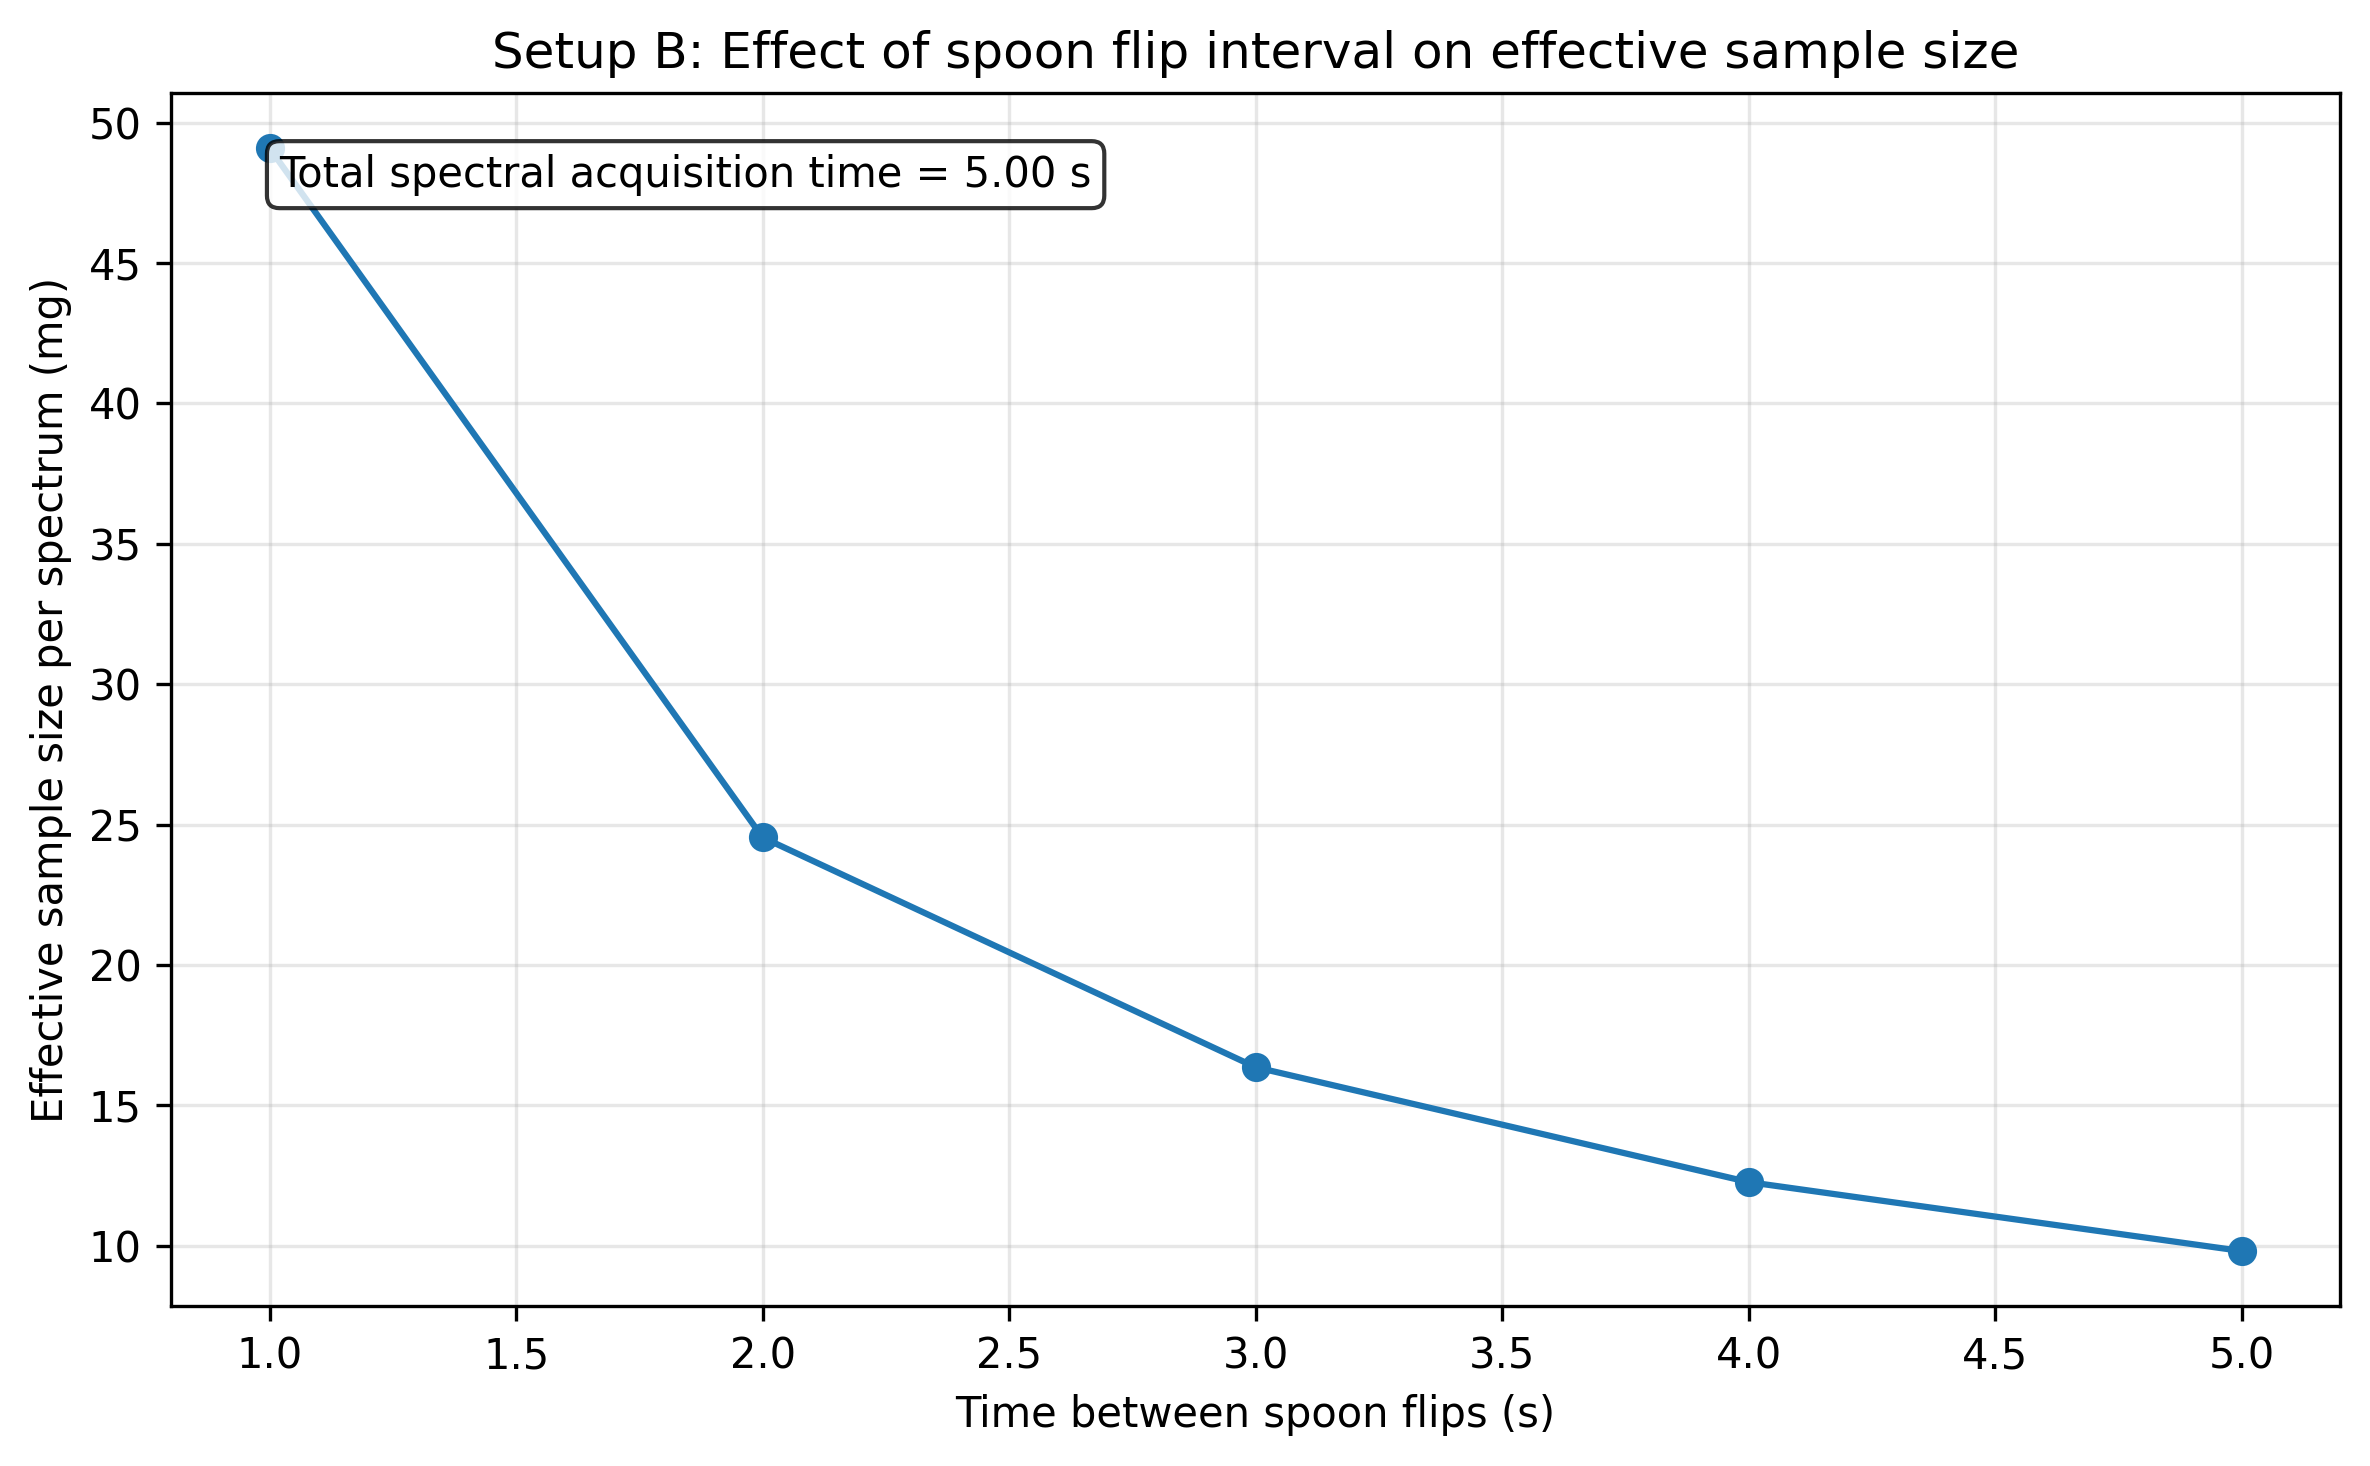 Setup B: Effect of spoon flip interval on effective sample size
Total spectral acquisition time = 5.00 s
Effective sample size per spectrum (mg)
50
45
40
35
30
25
20
15
10
1.0 1.5 2.0 2.5 3.0 3.5 4.0 4.5 5.0
Time between spoon flips (s)